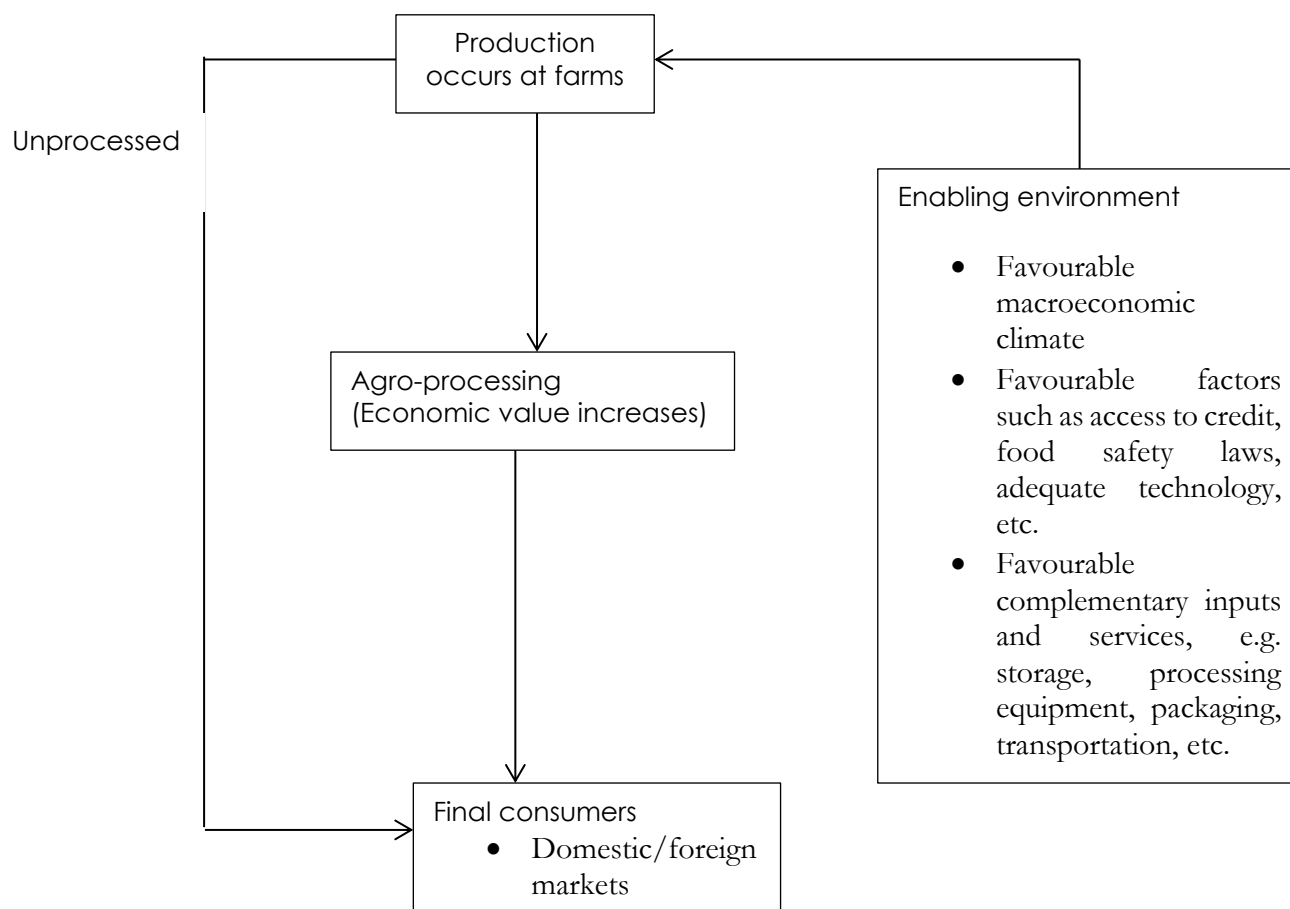 Production
occurs at farms
Unprocessed
Enabling environment
• Favourable
macroeconomic
climate
• Favourable factors
such as access to credit,
food safety laws,
adequate technology,
etc.
• Favourable
complementary inputs
and services, e.g.
storage, processing
equipment, packaging,
transportation, etc.
Agro-processing
(Economic value increases)
Final consumers
• Domestic/foreign
markets